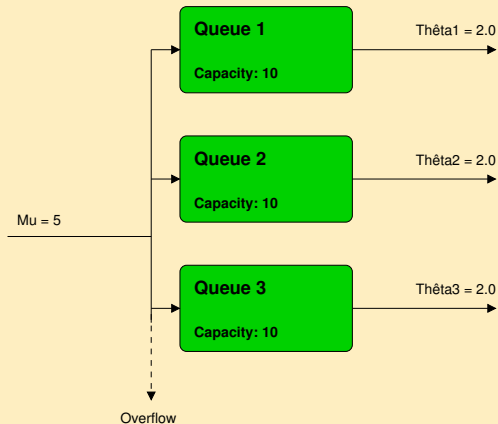 Queue 1
Thêta1 = 2.0
Capacity: 10
Queue 2
Thêta2 = 2.0
Capacity: 10
Mu = 5
Queue 3
Thêta3 = 2.0
Capacity: 10
Overflow